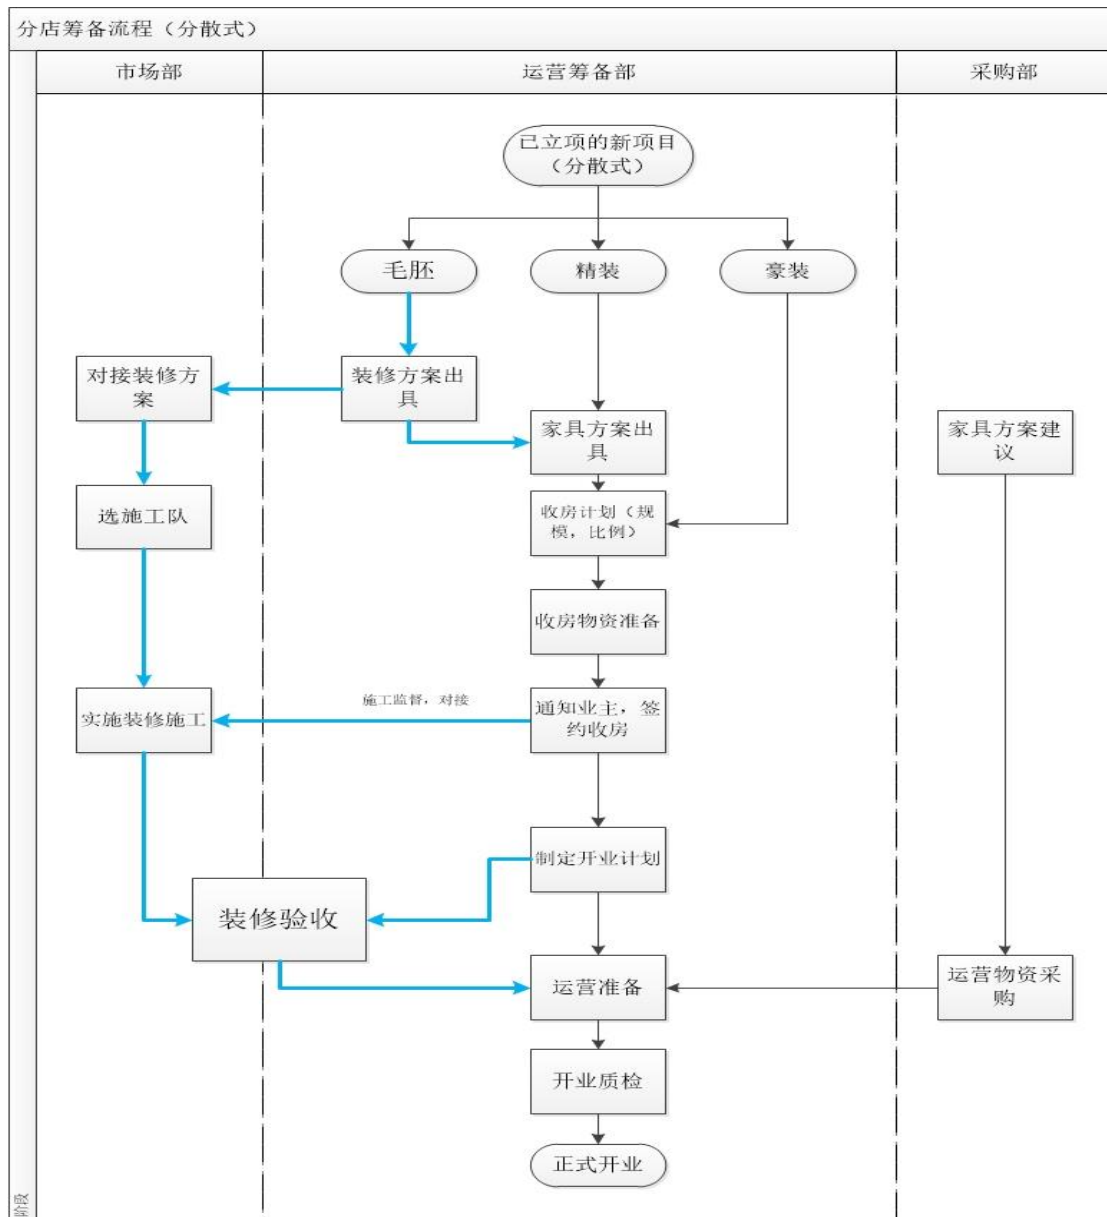 分店筹备流程（分散式）
市场部
运营筹备部
采购部
已立项的新项目
（分散式）
毛胚
精装
豪装
对接装修方
案
装修方案出
具
家具方案出
具
家具方案建
议
选施工队
收房计划（规
模，比例）
收房物资准备
施工监督，对接
实施装修施工
通知业主，签
约收房
制定开业计划
装修验收
运营准备
运营物资采
购
开业质检
正式开业
阶段